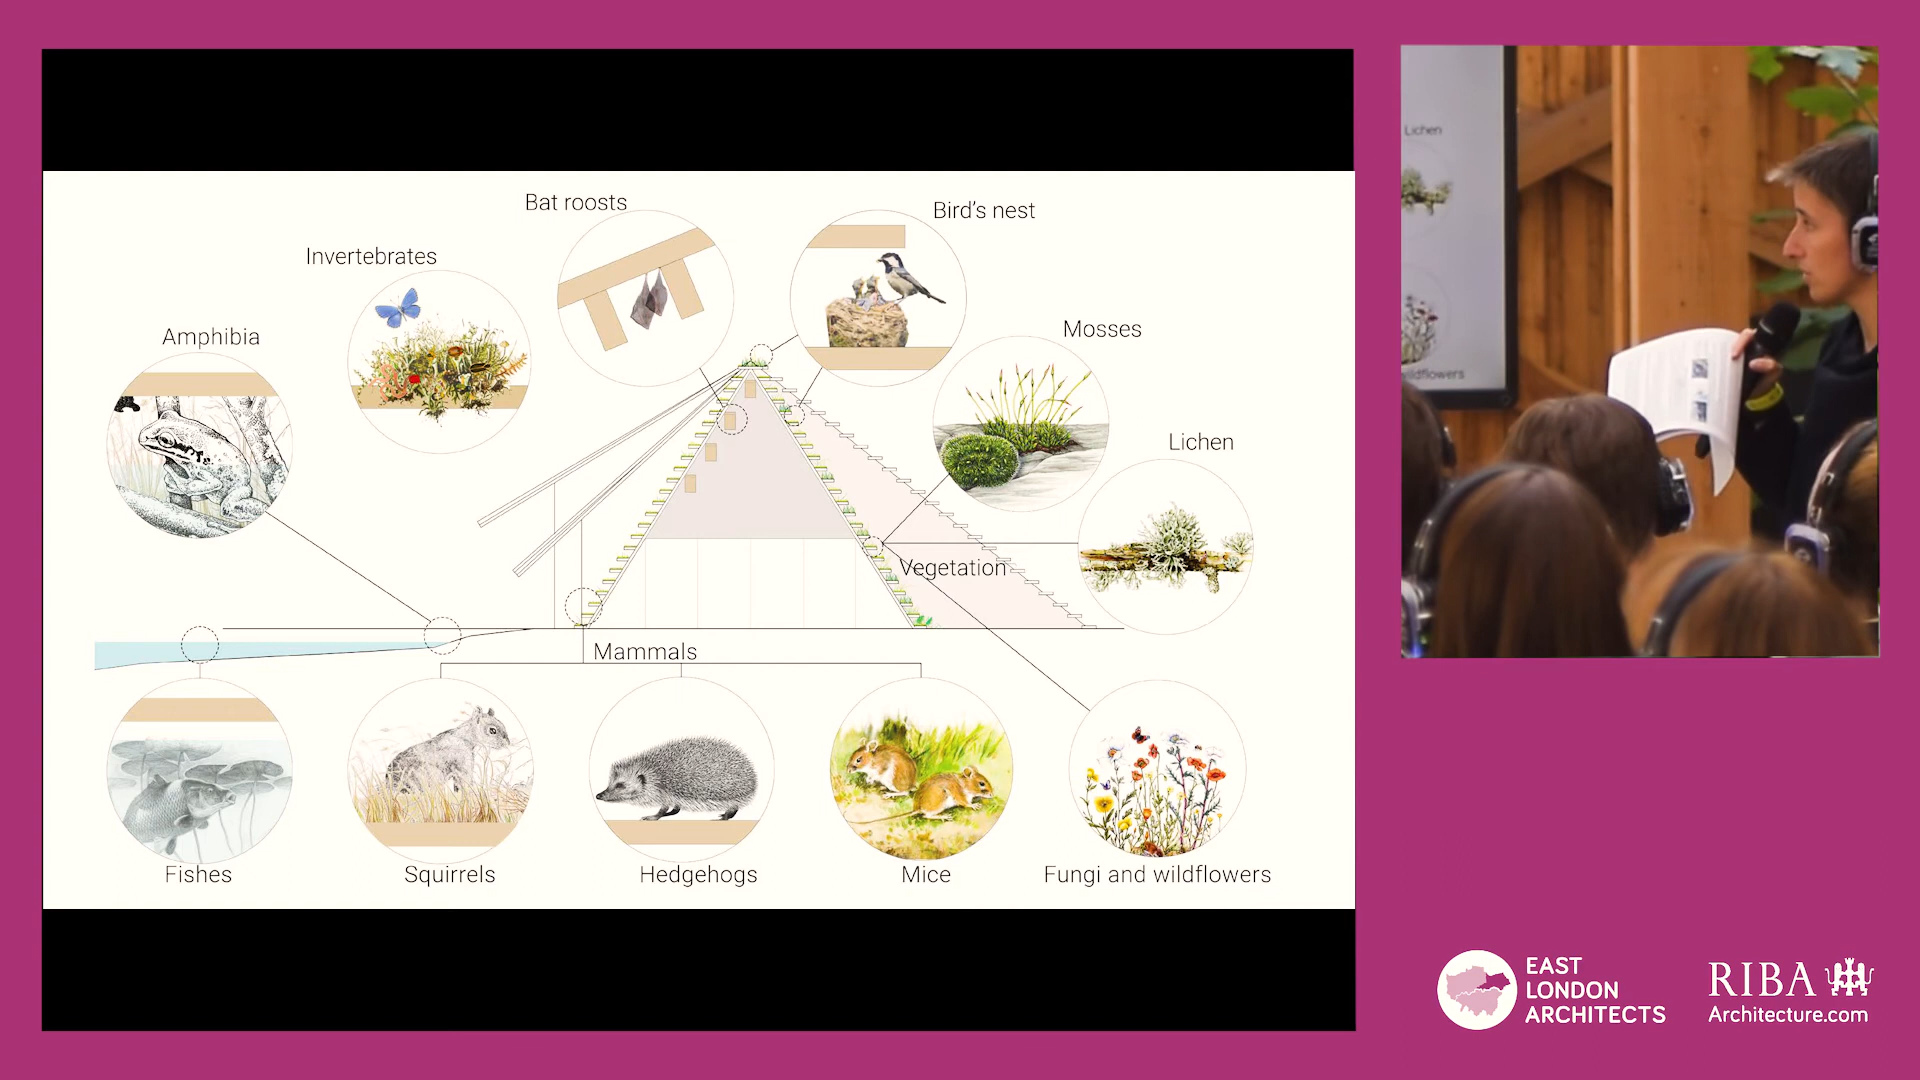 Bat roosts
Bird's nest
Invertebrates
Amphibia
Mosses
Lichen
Vegetation
Mammals
Fishes
Squirrels
Hedgehogs
Mice
Fungi and wildflowers
Lichen
wildflowers
EAST
LONDON
ARCHITECTS
RIBA
Architecture.com